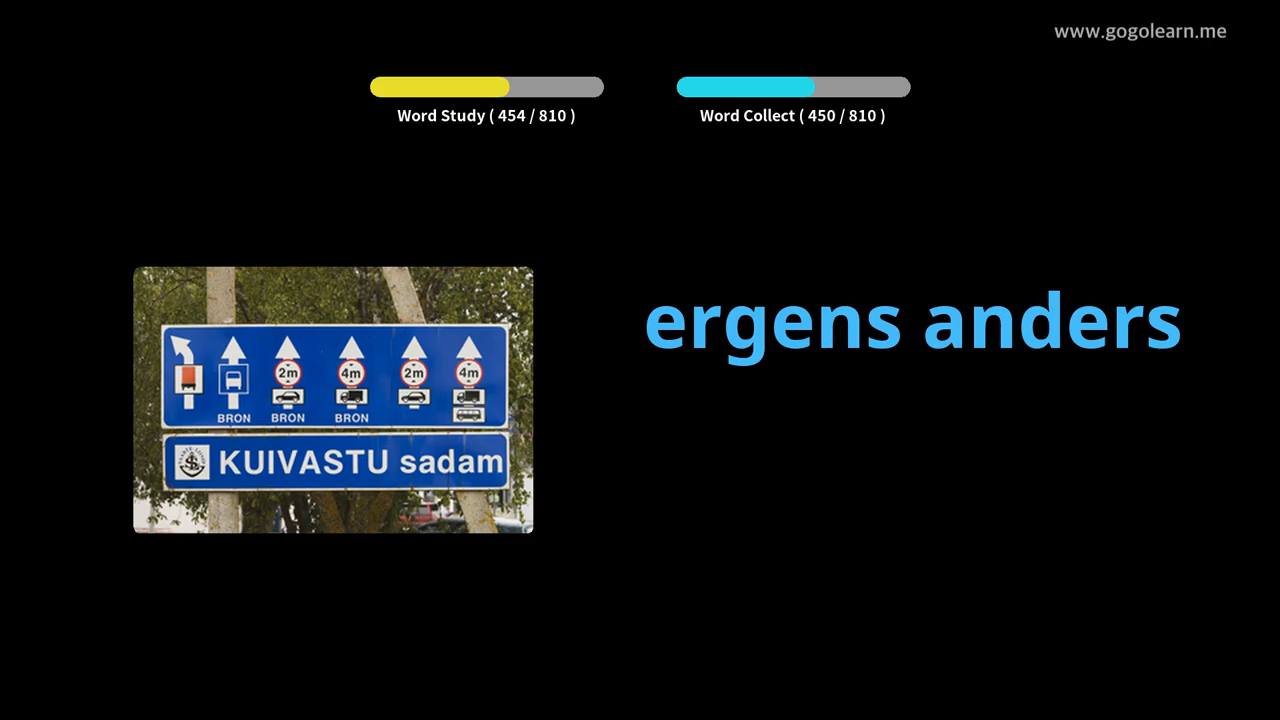 www.gogolearn.me
Word Study ( 454 / 810 )
Word Collect ( 450 / 810 )
ergens anders
2m
4m
2m
4m
BRON
BRON
BRON
KUIVASTU sadam